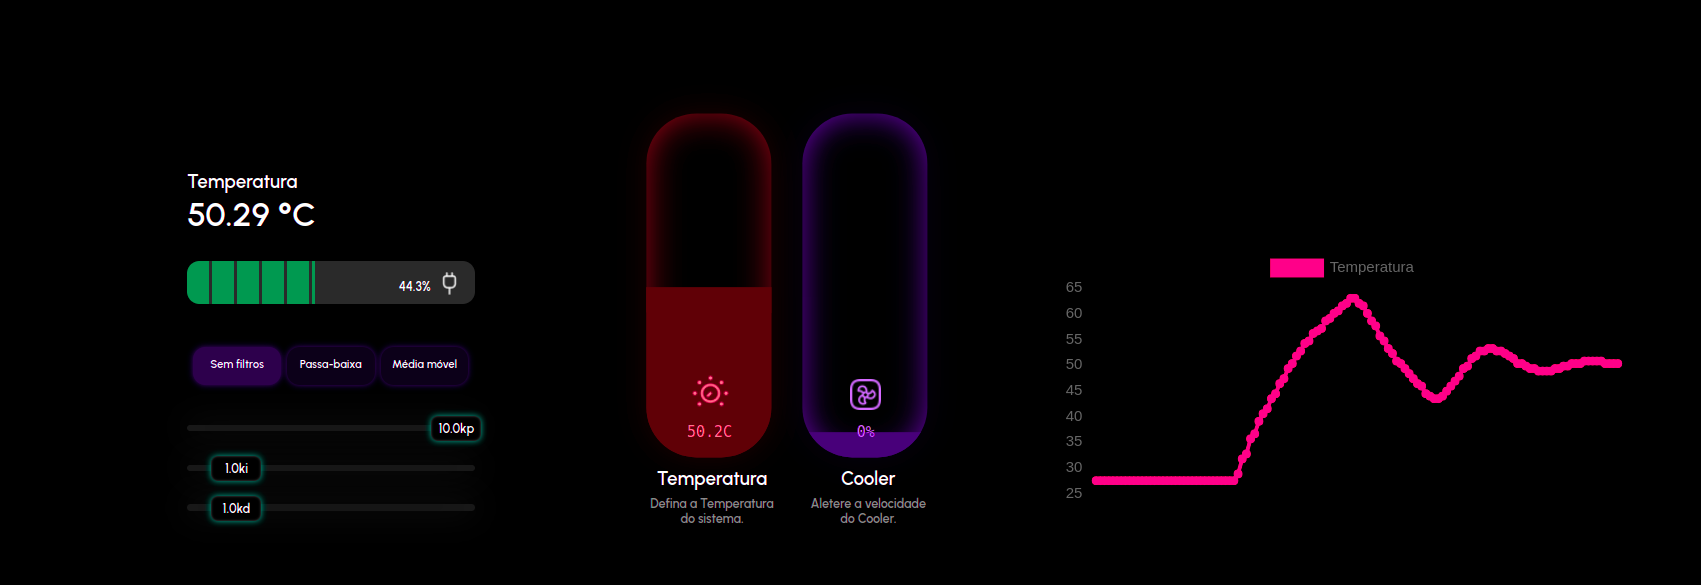 Temperatura
50.29 °C
44.3%
Sem filtros
Passa-baixa
Média móvel
10.0kp
1.0ki
1.0kd
50.2C
Temperatura
Defina a Temperatura
do sistema.
0%
Cooler
Aletere a velocidade
do Cooler.
Temperatura
65
60
55
50
45
40
35
30
25